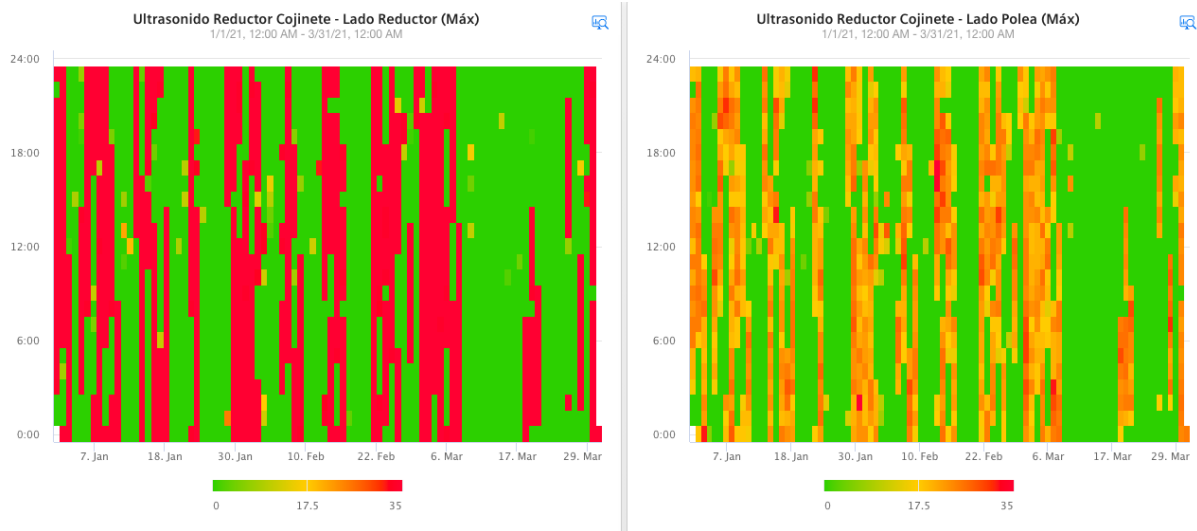 Ultrasonido Reductor Cojinete - Lado Reductor (Máx)
1/1/21, 12:00 AM - 3/31/21, 12:00 AM
24:00
18:00
12:00
6:00
0:00
7. Jan 18. Jan 30. Jan 10. Feb 22. Feb 6. Mar 17. Mar 29. Mar
0 17.5 35
Ultrasonido Reductor Cojinete - Lado Polea (Máx)
1/1/21, 12:00 AM - 3/31/21, 12:00 AM
24:00
18:00
12:00
6:00
0:00
7. Jan 18. Jan 30. Jan 10. Feb 22. Feb 6. Mar 17. Mar 29. Mar
0 17.5 35